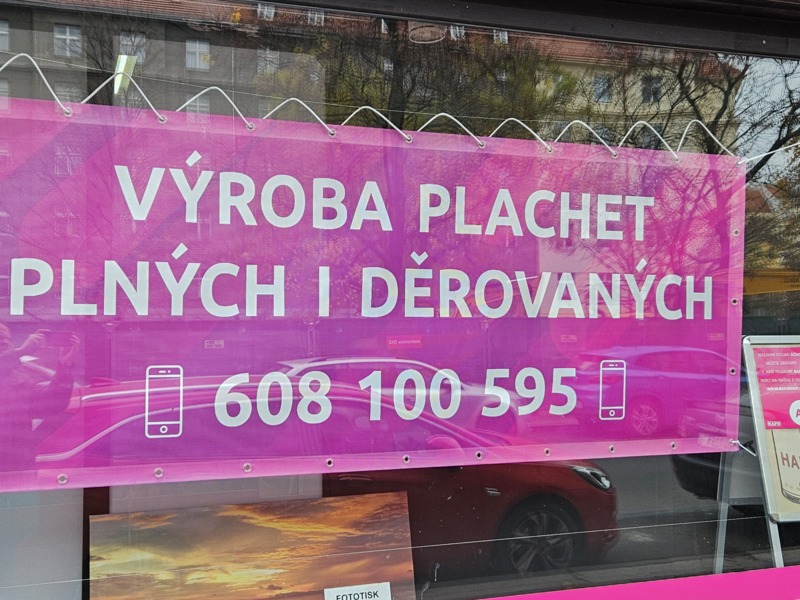 VÝROBA PLACHET
PLNÝCH I DĚROVANÝCH
608 100 595
FOTOTISK